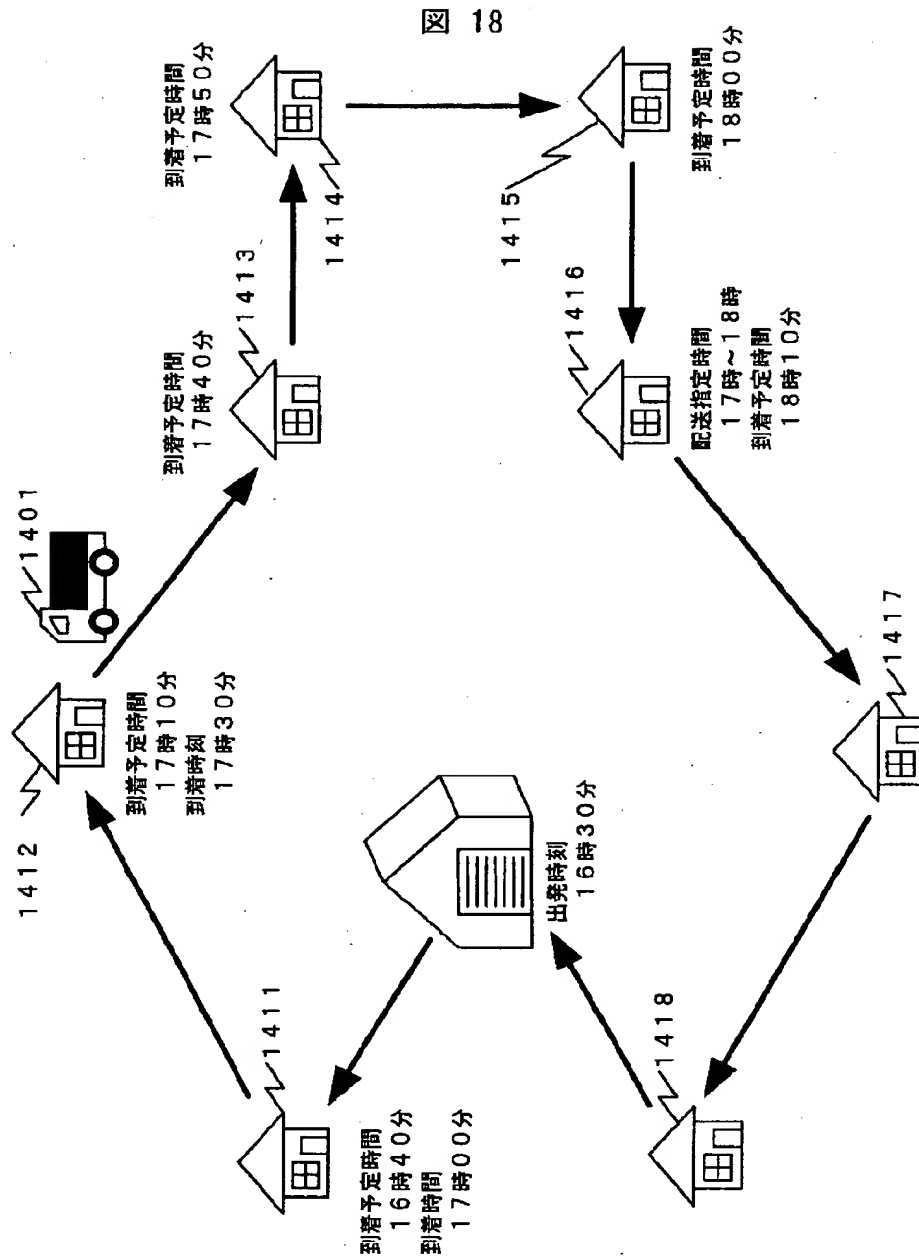 図 18
1412
到着予定時間
17時10分
到着時刻
17時30分
1401
到着予定時間
17時40分
1413
到着予定時間
17時50分
1414
1411
到着予定時間
16時40分
到着時間
17時00分
出発時刻
16時30分
1415
到着予定時間
18時00分
1416
配送指定時間
17時~18時
到着予定時間
18時10分
1418
1417